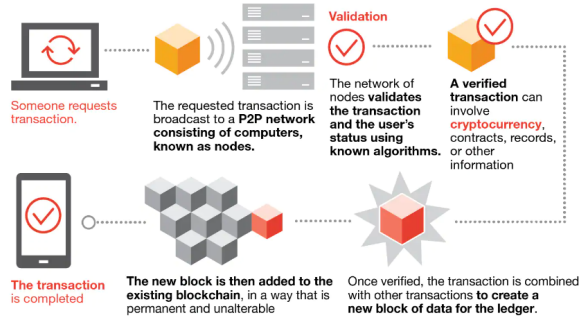 Someone requests
transaction.
The requested transaction is
broadcast to a P2P network
consisting of computers,
known as nodes.
Validation
The network of
nodes validates
the transaction
and the user's
status using
known algorithms.
A verified
transaction can
involve
cryptocurrency,
contracts, records,
or other
information
Once verified, the transaction is combined
with other transactions to create a
new block of data for the ledger.
The new block is then added to the
existing blockchain, in a way that is
permanent and unalterable
The transaction
is completed